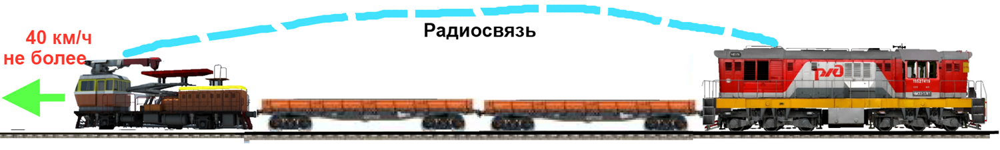 40 км/ч
не более
Радиосвязь
ржд